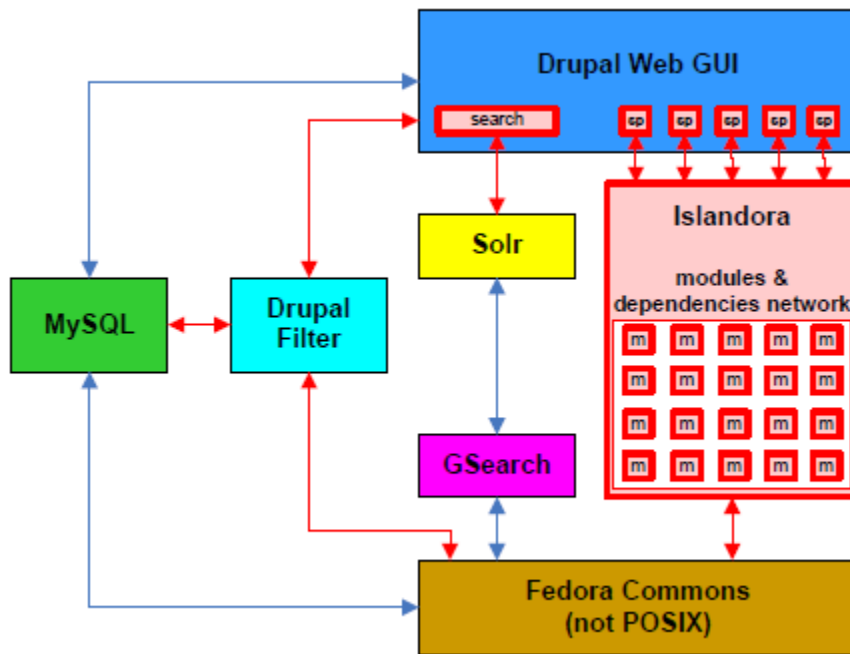 Drupal Web GUI
search
sp sp sp sp sp
Solr
Islandora
modules &
dependencies network
MySQL
Drupal
Filter
m m m m m
m m m m m
m m m m m
m m m m m
GSearch
Fedora Commons
(not POSIX)